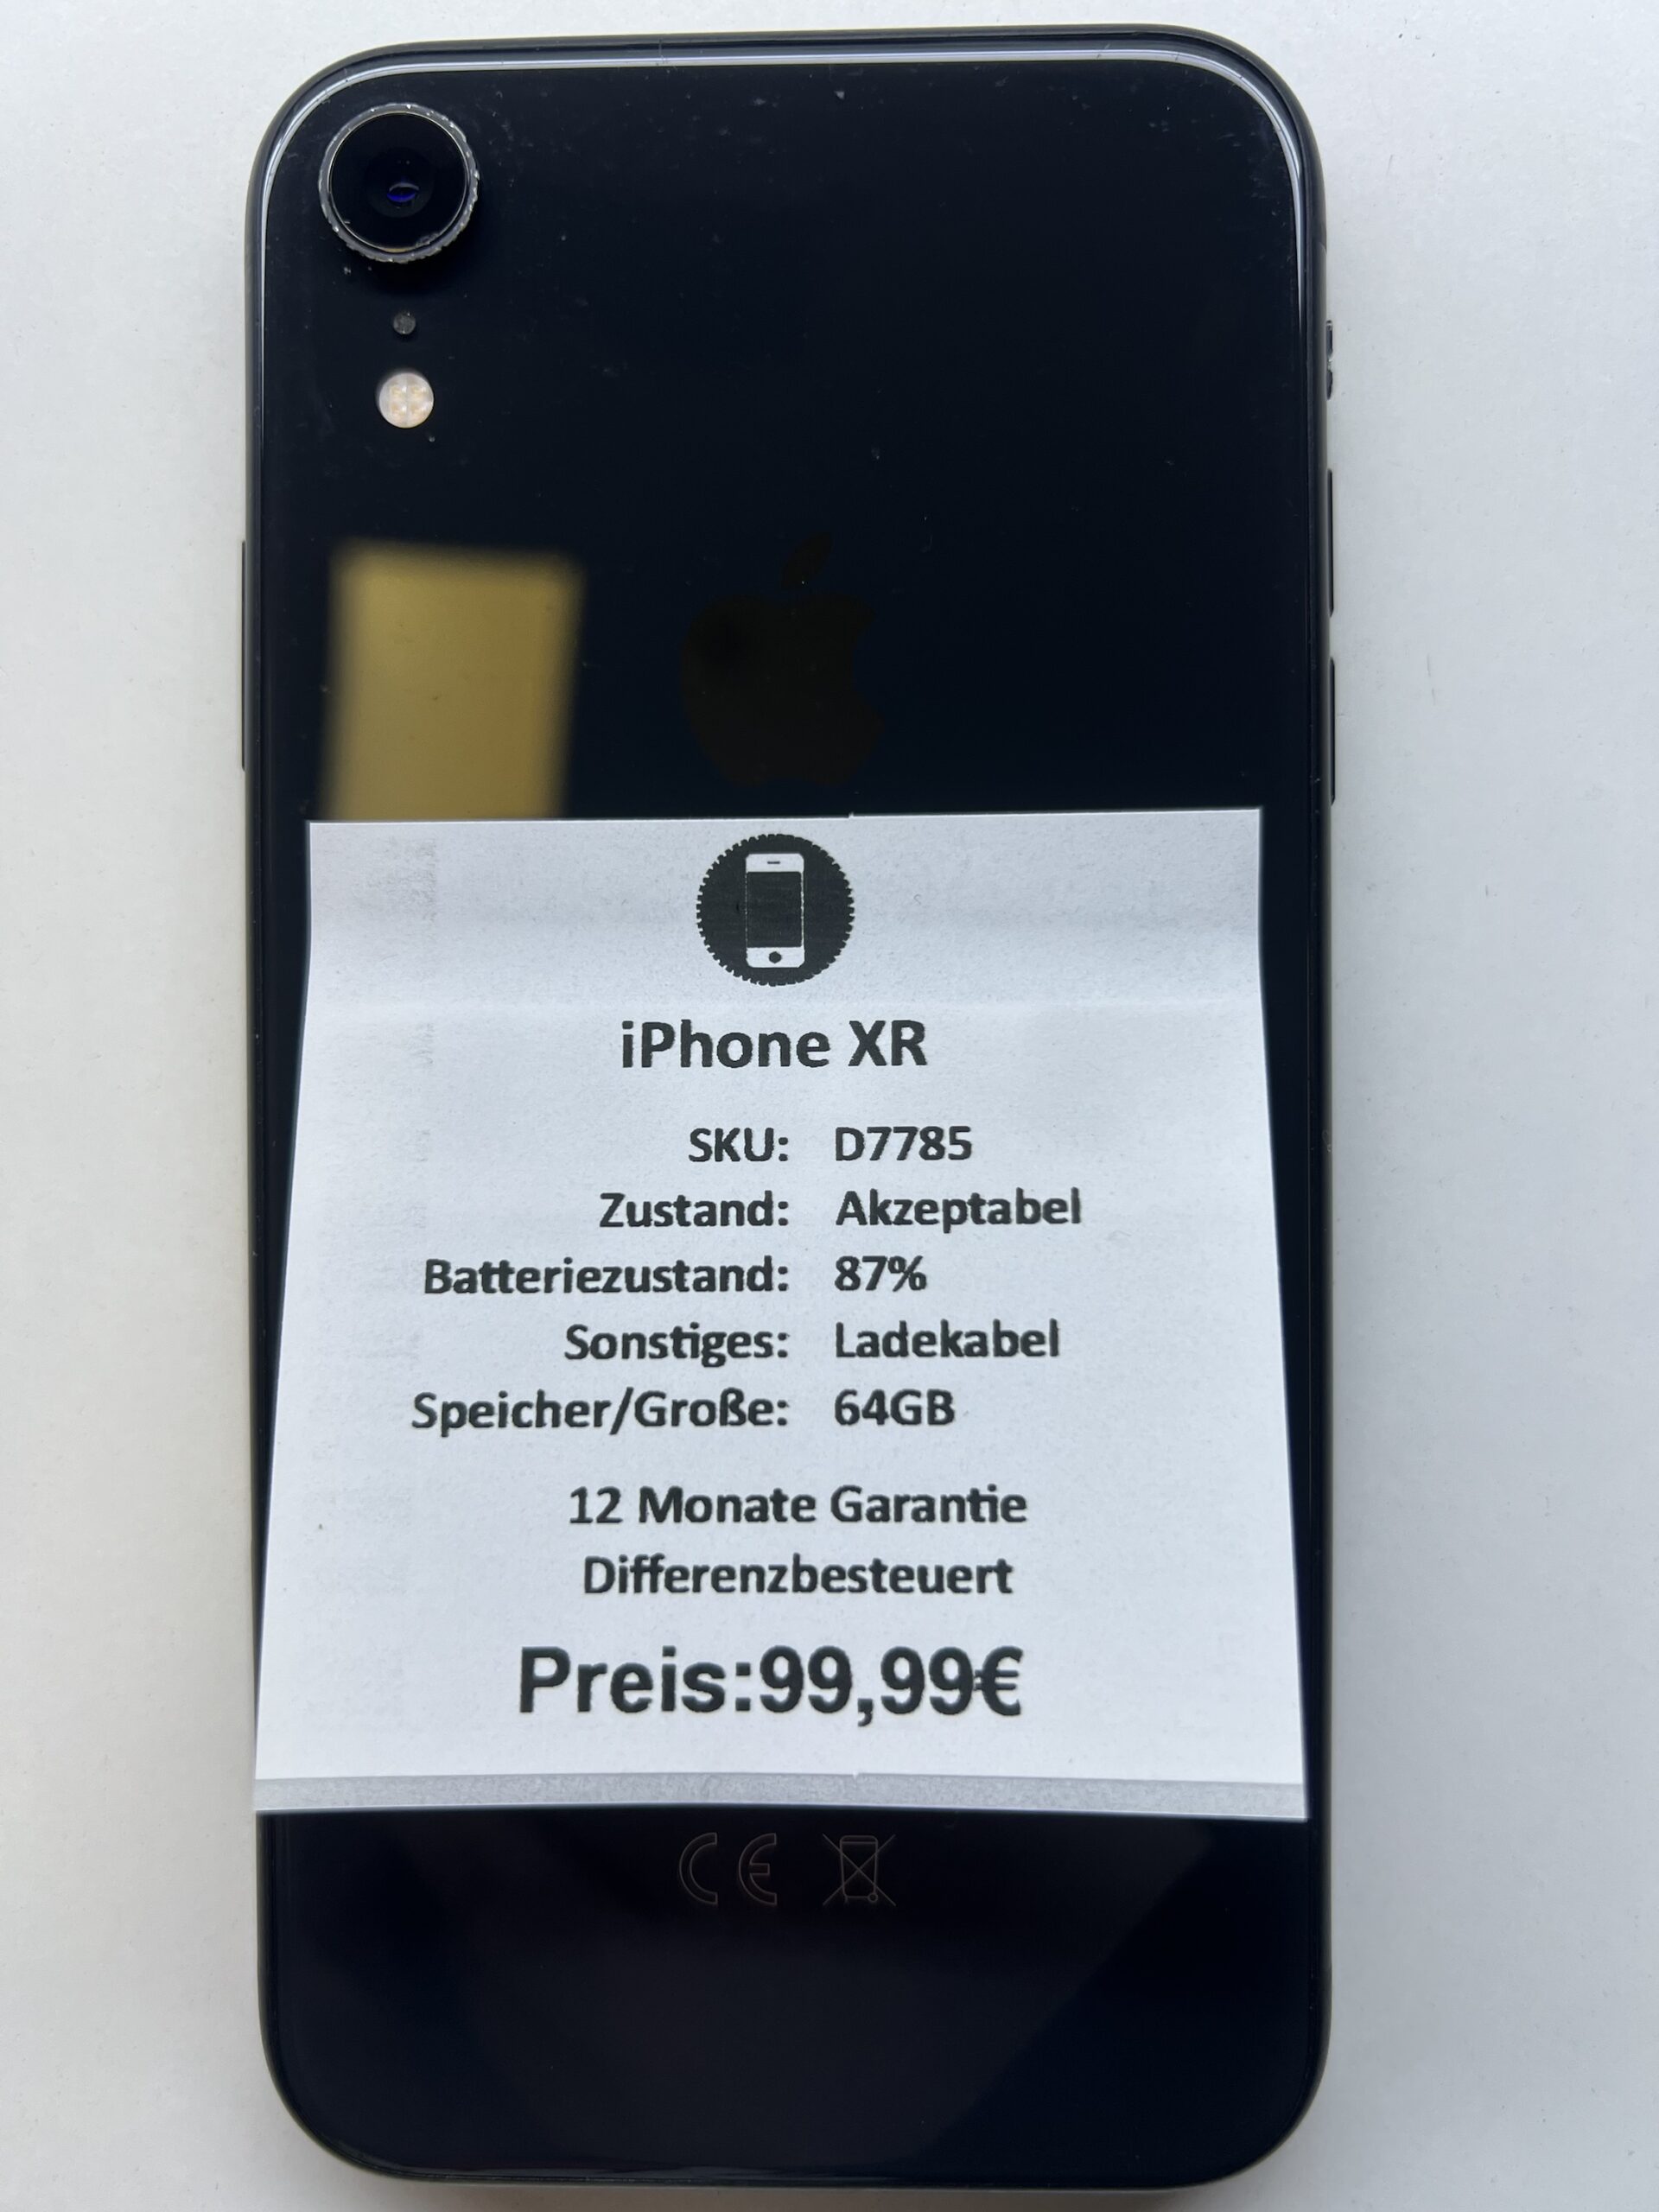 iPhone XR
SKU: D7785
Zustand: Akzeptabel
Batteriezustand: 87%
Sonstiges: Ladekabel
Speicher/Große: 64GB
12 Monate Garantie
Differenzbesteuert
Preis:99,99€
CE